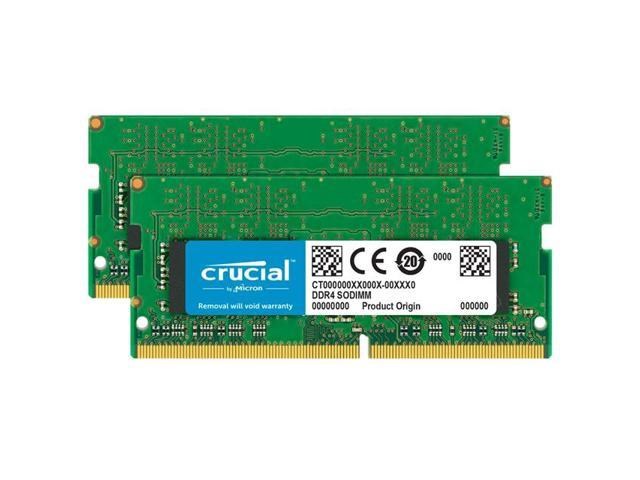 crucial
by Micron
Removal will void warranty
CE
20
0000
CT000000XX000X-00XXX0
DDR4 SODIMM
00000000 Product Origin 000000